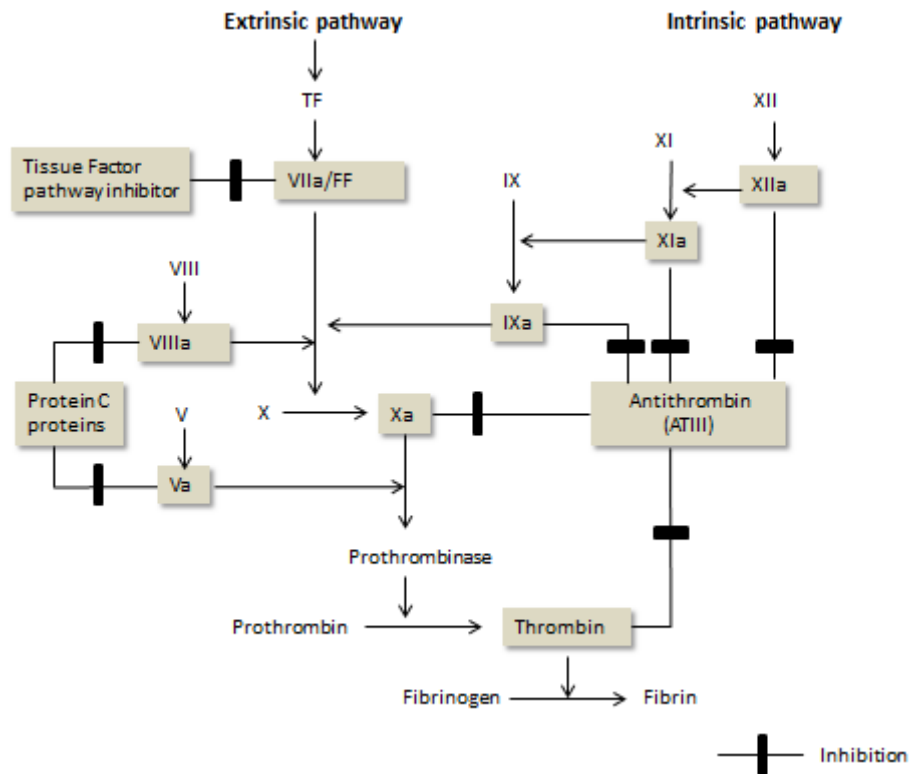 Extrinsic pathway
Intrinsic pathway
TF
XII
Tissue Factor
pathway inhibitor
VIIa/FF
IX
XI
XIIa
XIa
VIII
VIIIa
IXa
Protein C
proteins
V
X
Xa
Antithrombin
(ATIII)
Va
Prothrombinase
Prothrombin
Thrombin
Fibrinogen
Fibrin
Inhibition